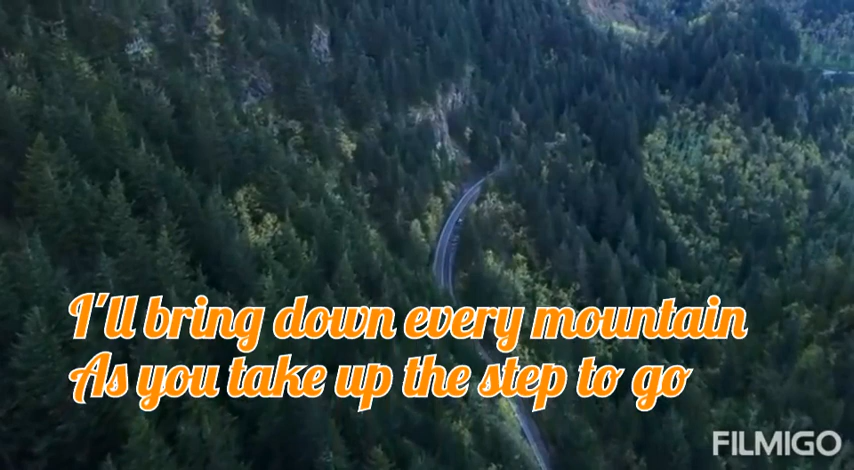 I'll bring down every mountain
As you take up the step to go
FILMIGO